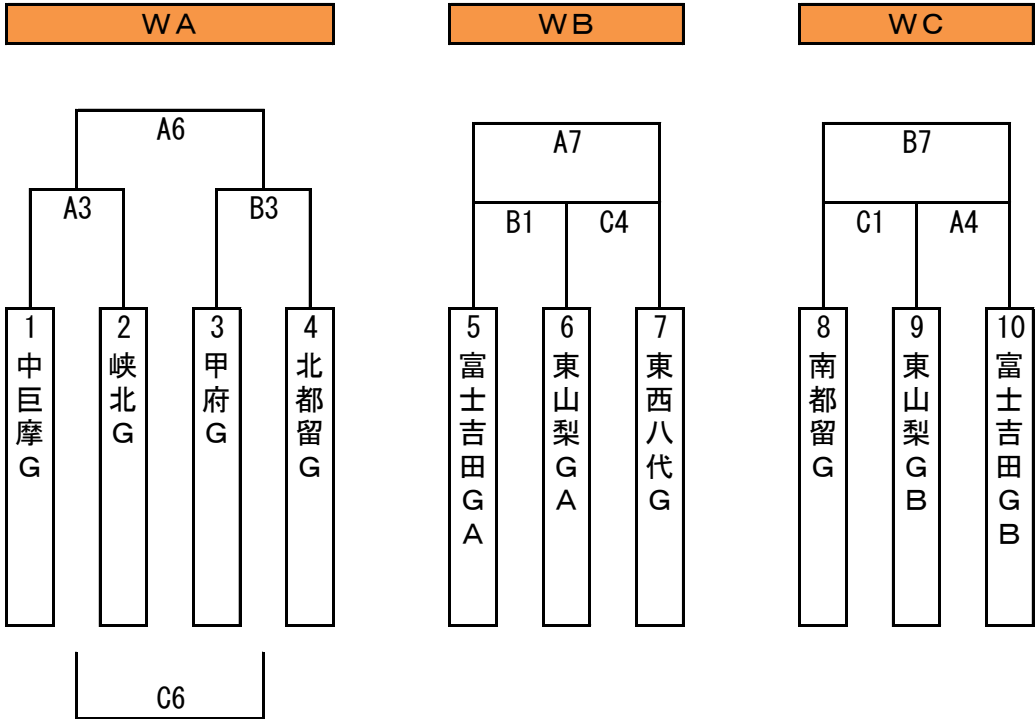 ＷＡ
ＷＢ
ＷＣ
A6
A7
B7
A3
B3
B1
C4
C1
A4
1
中巨摩Ｇ
2
峡北Ｇ
3
甲府Ｇ
4
北都留Ｇ
5
富士吉田ＧＡ
6
東山梨ＧＡ
7
東西八代Ｇ
8
南都留Ｇ
9
東山梨ＧＢ
10
富士吉田ＧＢ
C6